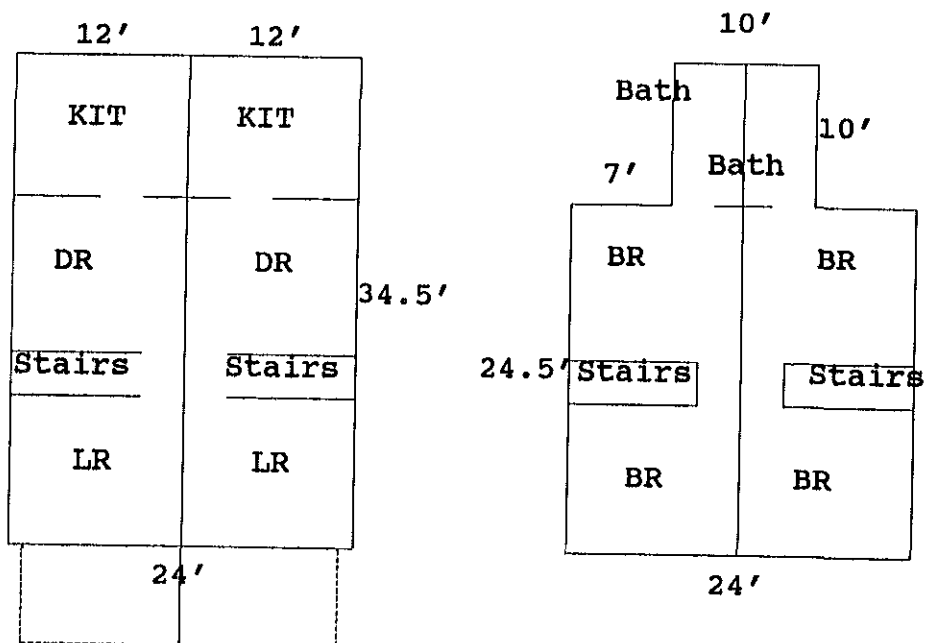 12' 12'
KIT KIT
DR DR
34.5'
Stairs Stairs
LR LR
24'
10'
Bath
10'
7' Bath
BR BR
24.5' Stairs Stairs
BR BR
24'